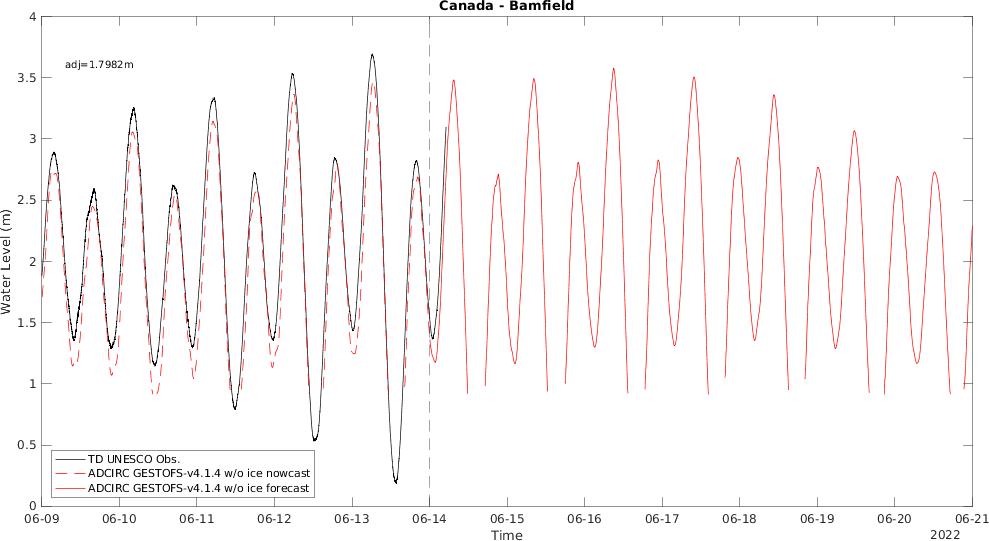 Canada - Bamfield
adj=1.7982m
Water Level (m)
4
3.5
3
2.5
2
1.5
1
0.5
0
TD UNESCO Obs.
ADCIRC GESTOFS-v4.1.4 w/o ice nowcast
ADCIRC GESTOFS-v4.1.4 w/o ice forecast
06-09 06-10 06-11 06-12 06-13 06-14 06-15 06-16 06-17 06-18 06-19 06-20 06-21
Time
2022